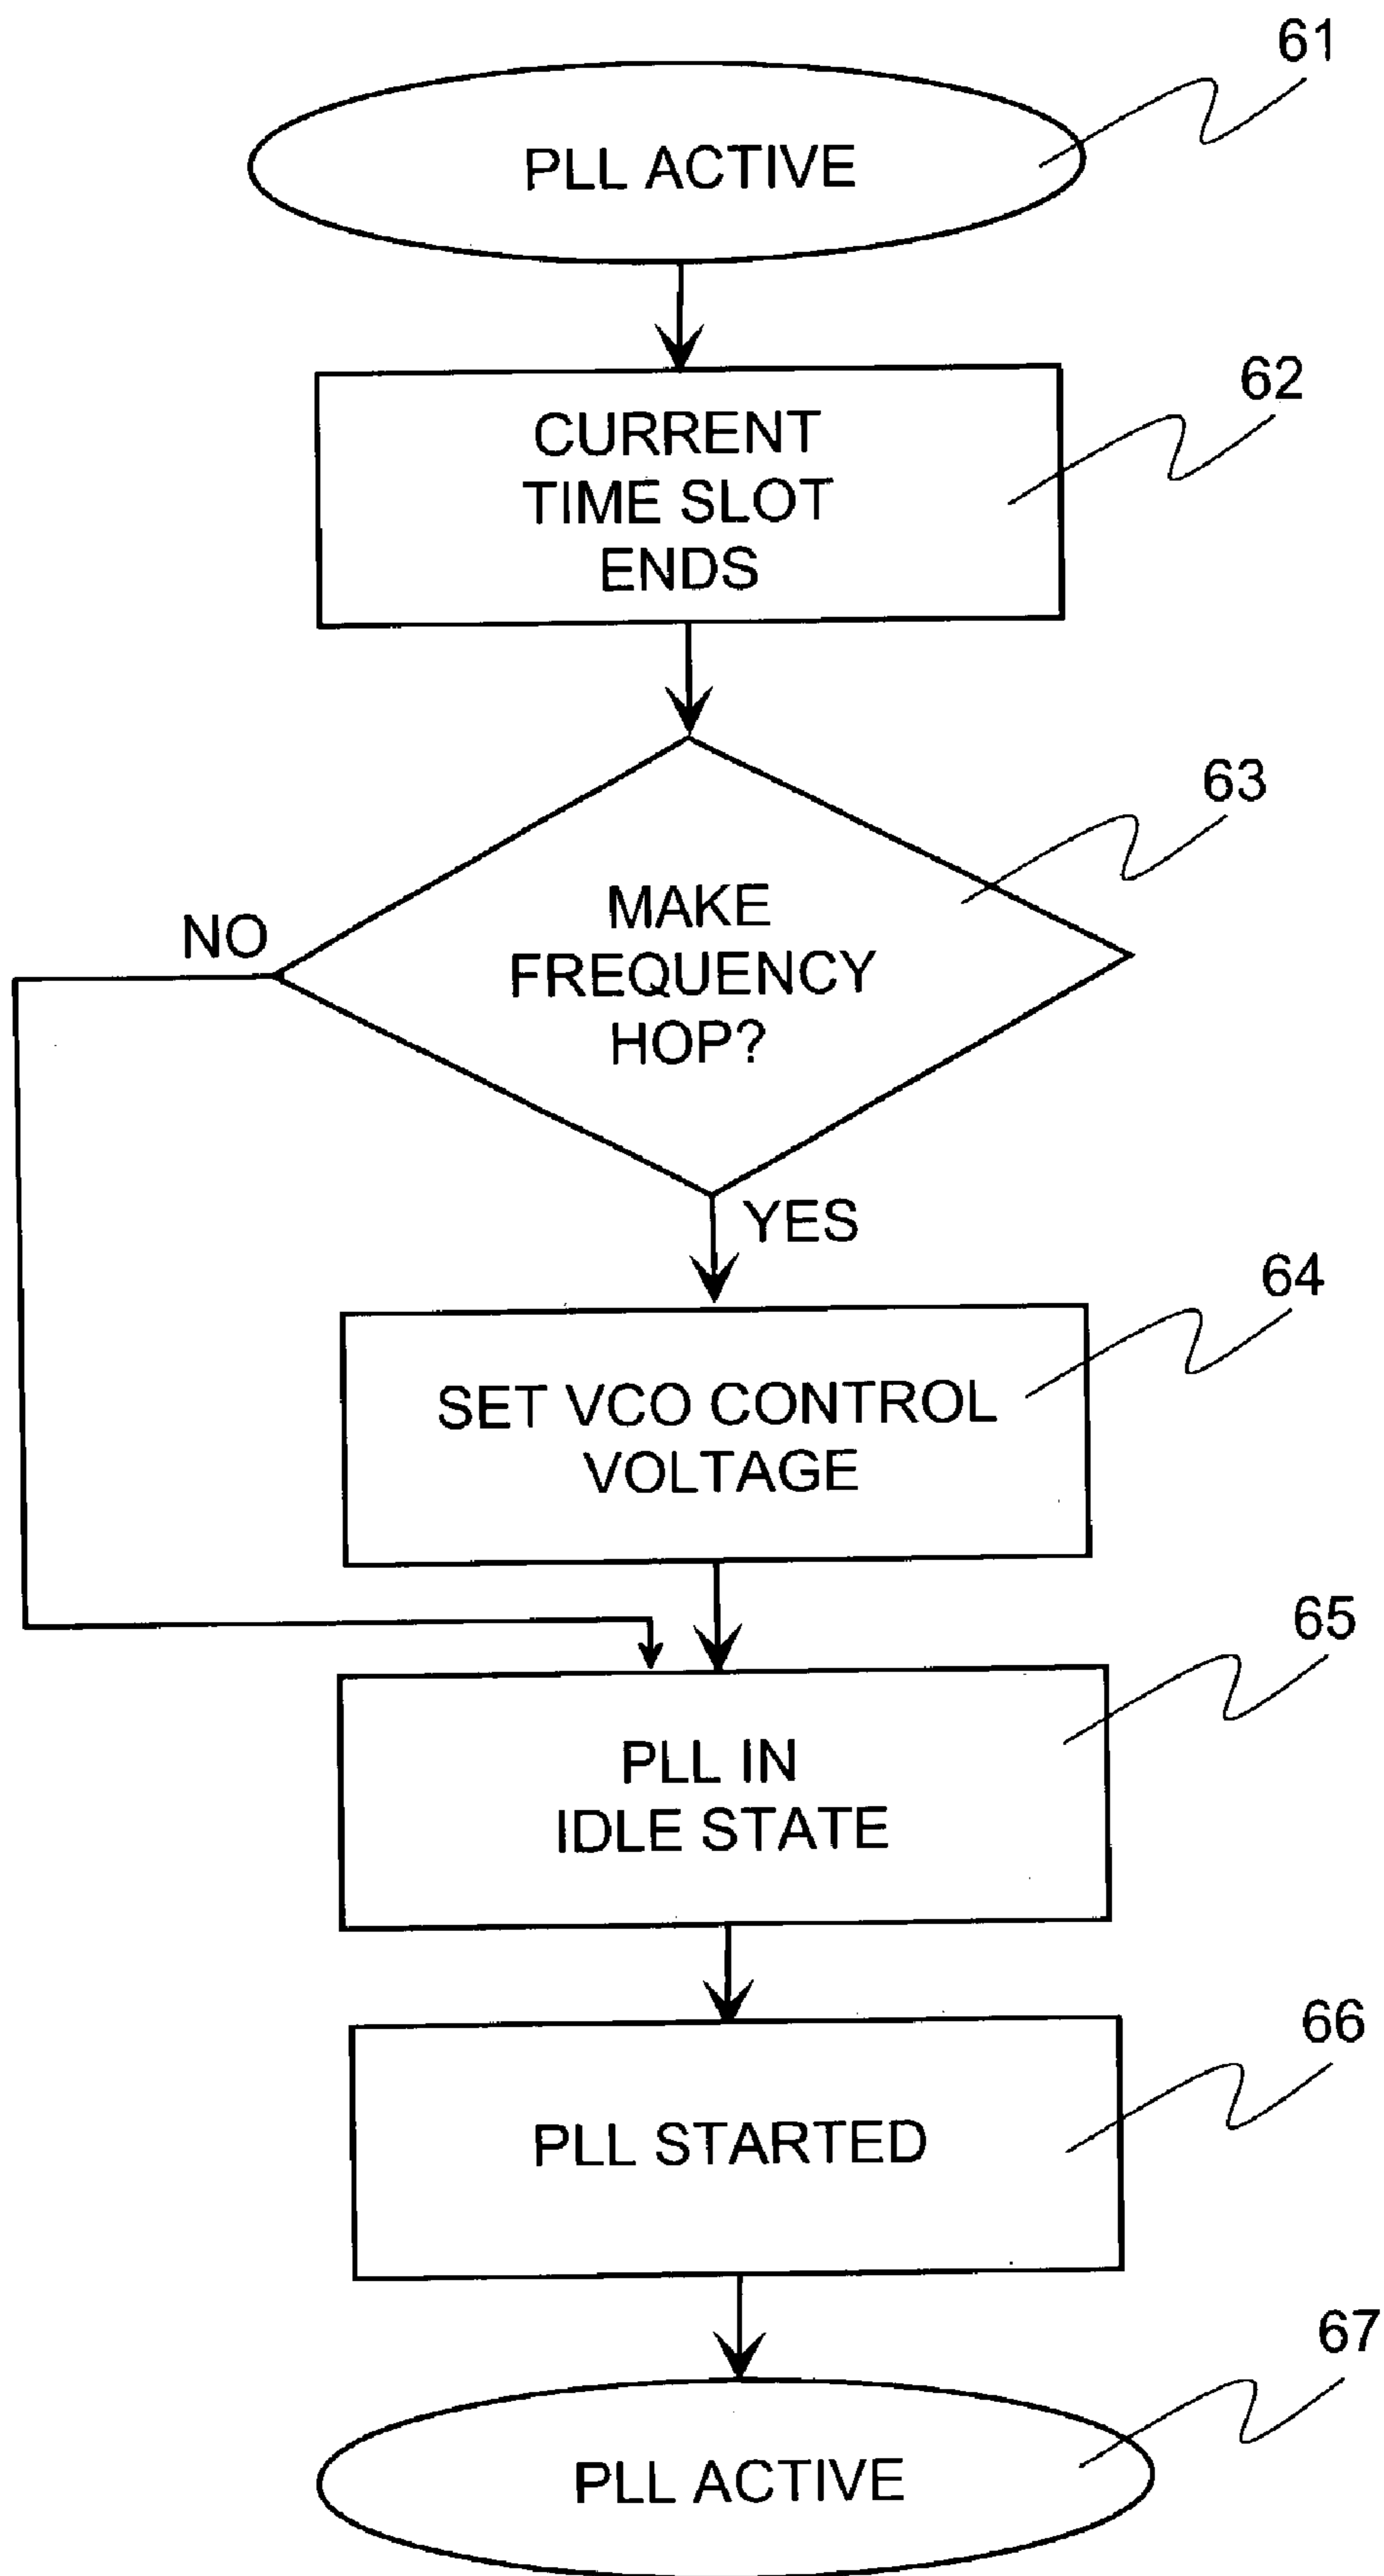 61
PLL ACTIVE
62
CURRENT
TIME SLOT
ENDS
63
MAKE
FREQUENCY
HOP?
NO
YES
64
SET VCO CONTROL
VOLTAGE
65
PLL IN
IDLE STATE
66
PLL STARTED
67
PLL ACTIVE